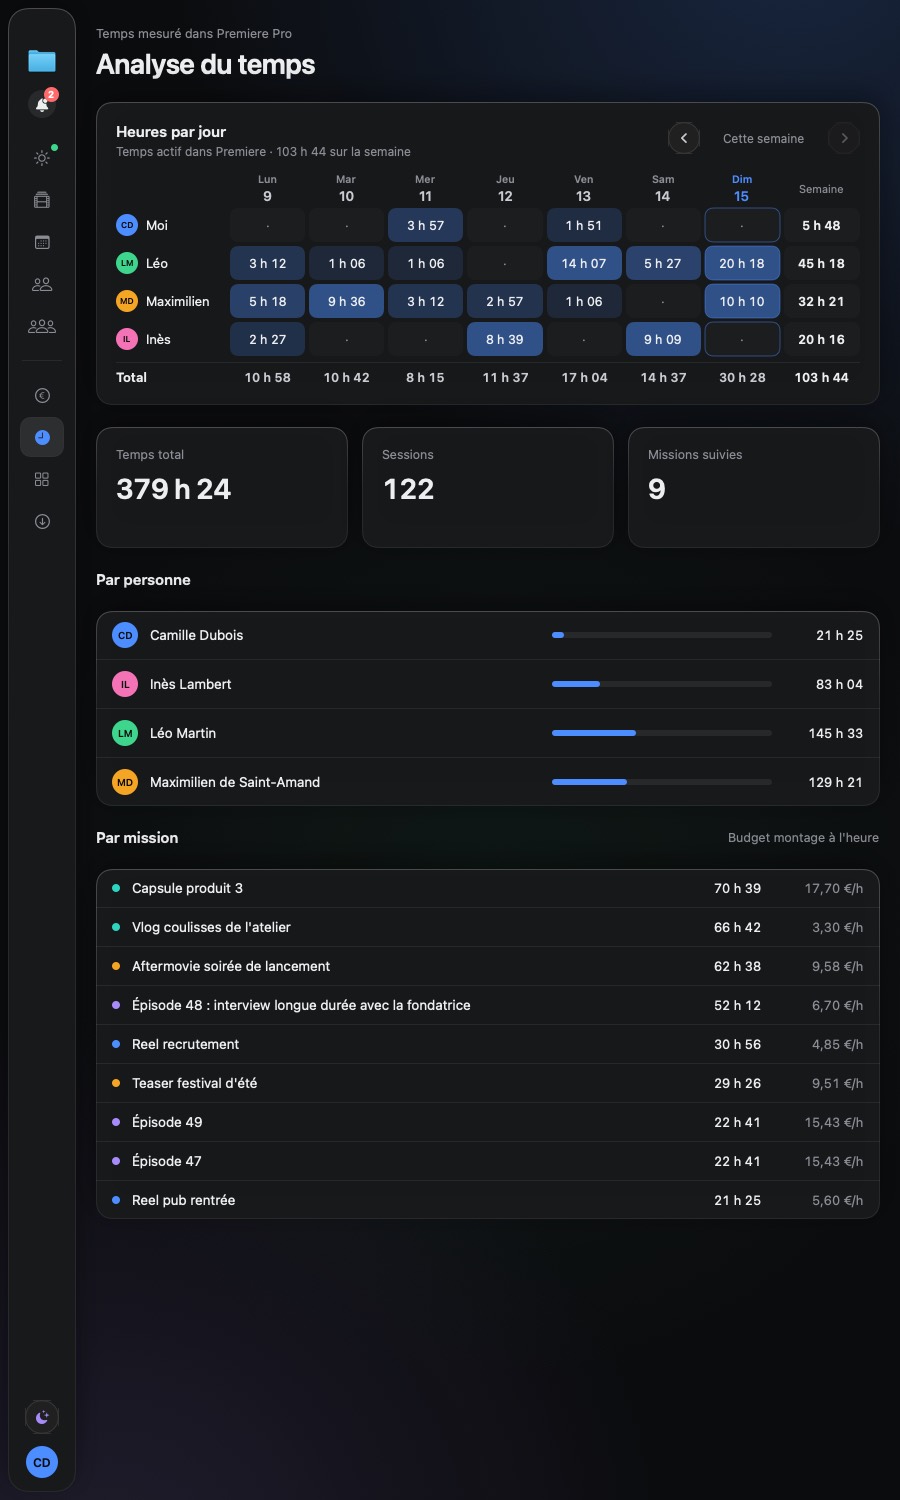 Temps mesuré dans Premiere Pro
Analyse du temps
2
Heures par jour
Temps actif dans Premiere · 103 h 44 sur la semaine
Cette semaine
Lun Mar Mer Jeu Ven Sam Dim
9 10 11 12 13 14 15 Semaine
CD Moi · · 3 h 57 · 1 h 51 · · 5 h 48
LM Léo 3 h 12 1 h 06 1 h 06 · 14 h 07 5 h 27 20 h 18 45 h 18
MD Maximilien 5 h 18 9 h 36 3 h 12 2 h 57 1 h 06 · 10 h 10 32 h 21
IL Inès 2 h 27 · · 8 h 39 · 9 h 09 · 20 h 16
Total 10 h 58 10 h 42 8 h 15 11 h 37 17 h 04 14 h 37 30 h 28 103 h 44
Temps total Sessions Missions suivies
379 h 24 122 9
Par personne
CD Camille Dubois 21 h 25
IL Inès Lambert 83 h 04
LM Léo Martin 145 h 33
MD Maximilien de Saint-Amand 129 h 21
Par mission Budget montage à l'heure
Capsule produit 3 70 h 39 17,70 €/h
Vlog coulisses de l'atelier 66 h 42 3,30 €/h
Aftermovie soirée de lancement 62 h 38 9,58 €/h
Épisode 48 : interview longue durée avec la fondatrice 52 h 12 6,70 €/h
Reel recrutement 30 h 56 4,85 €/h
Teaser festival d'été 29 h 26 9,51 €/h
Épisode 49 22 h 41 15,43 €/h
Épisode 47 22 h 41 15,43 €/h
Reel pub rentrée 21 h 25 5,60 €/h
CD